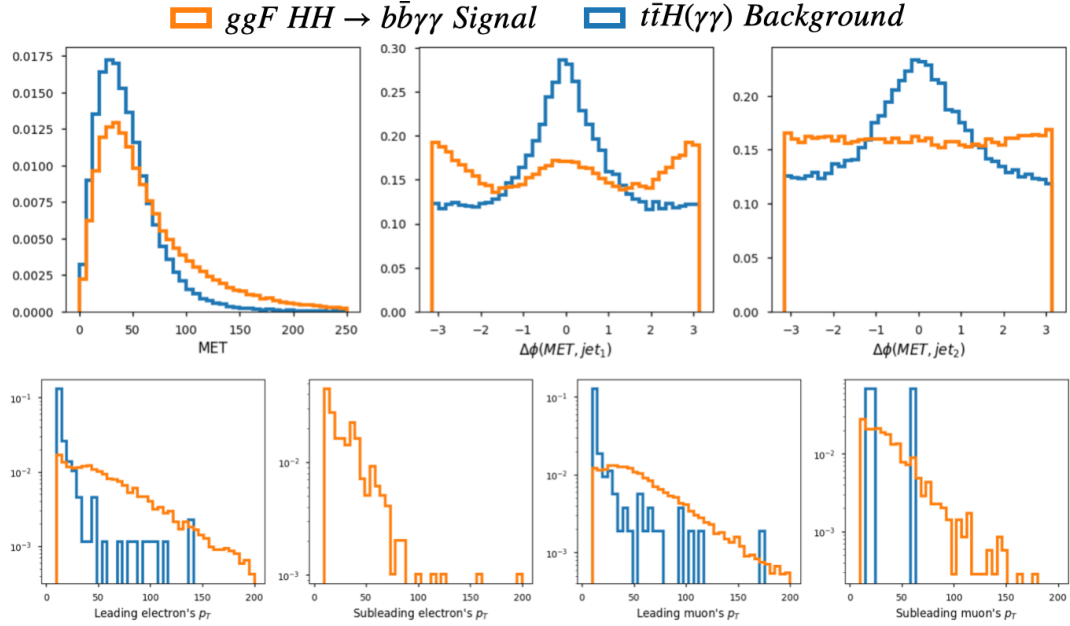 ggF HH → bb̄γγ Signal
tt̄H(γγ) Background
0.0175
0.0150
0.0125
0.0100
0.0075
0.0050
0.0025
0.0000
0 50 100 150 200 250
MET
0.30
0.25
0.20
0.15
0.10
0.05
0.00
−3 −2 −1 0 1 2 3
Δϕ(MET, jet₁)
0.20
0.15
0.10
0.05
0.00
−3 −2 −1 0 1 2 3
Δϕ(MET, jet₂)
10⁻¹
10⁻²
10⁻³
0 50 100 150 200
Leading electron's p_T
10⁻²
10⁻³
0 50 100 150 200
Subleading electron's p_T
10⁻¹
10⁻²
10⁻³
0 50 100 150 200
Leading muon's p_T
10⁻²
10⁻³
0 50 100 150 200
Subleading muon's p_T